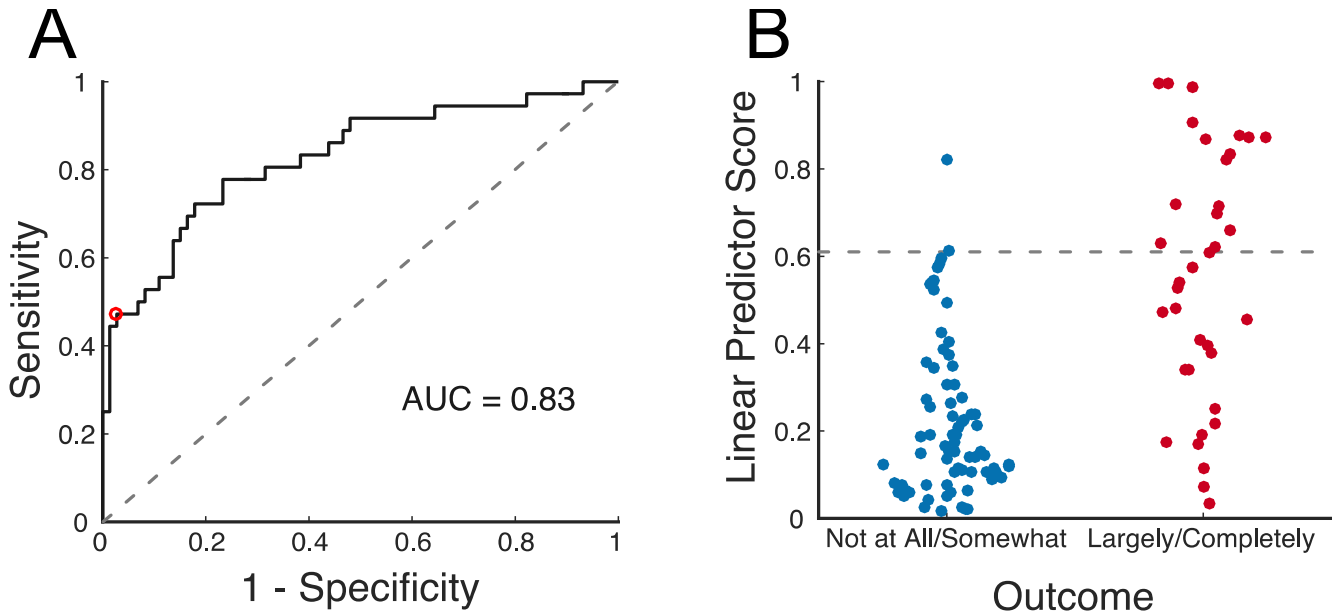 A
Sensitivity
1
0.8
0.6
0.4
0.2
0
AUC = 0.83
0
0.2
0.4
0.6
0.8
1
1 - Specificity
B
Linear Predictor Score
1
0.8
0.6
0.4
0.2
0
Not at All/Somewhat
Largely/Completely
Outcome